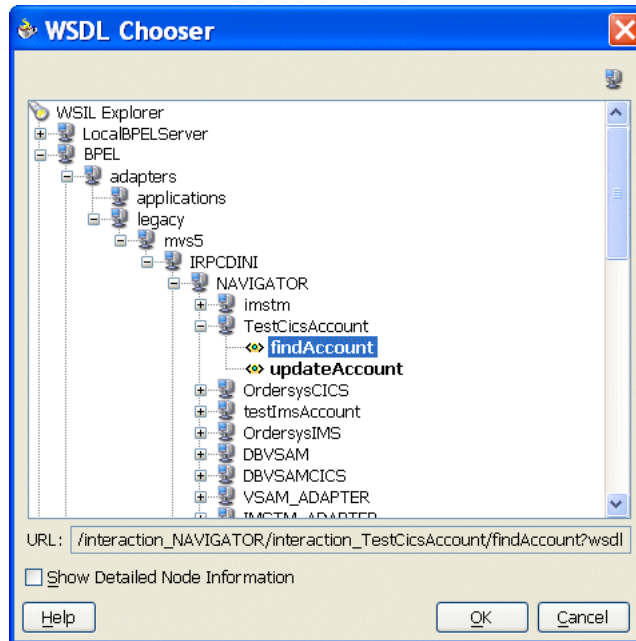 WSDL Chooser
WSIL Explorer
LocalBPELServer
BPEL
adapters
applications
legacy
mvs5
IRPCDINI
NAVIGATOR
imstm
TestCicsAccount
findAccount
updateAccount
OrdersysCICS
testImsAccount
OrdersysIMS
DBVSAM
DBVSAMCICS
VSAM_ADAPTER
IMSTM_ADAPTER
URL: /interaction_NAVIGATOR/interaction_TestCicsAccount/findAccount?wsdl
Show Detailed Node Information
Help OK Cancel